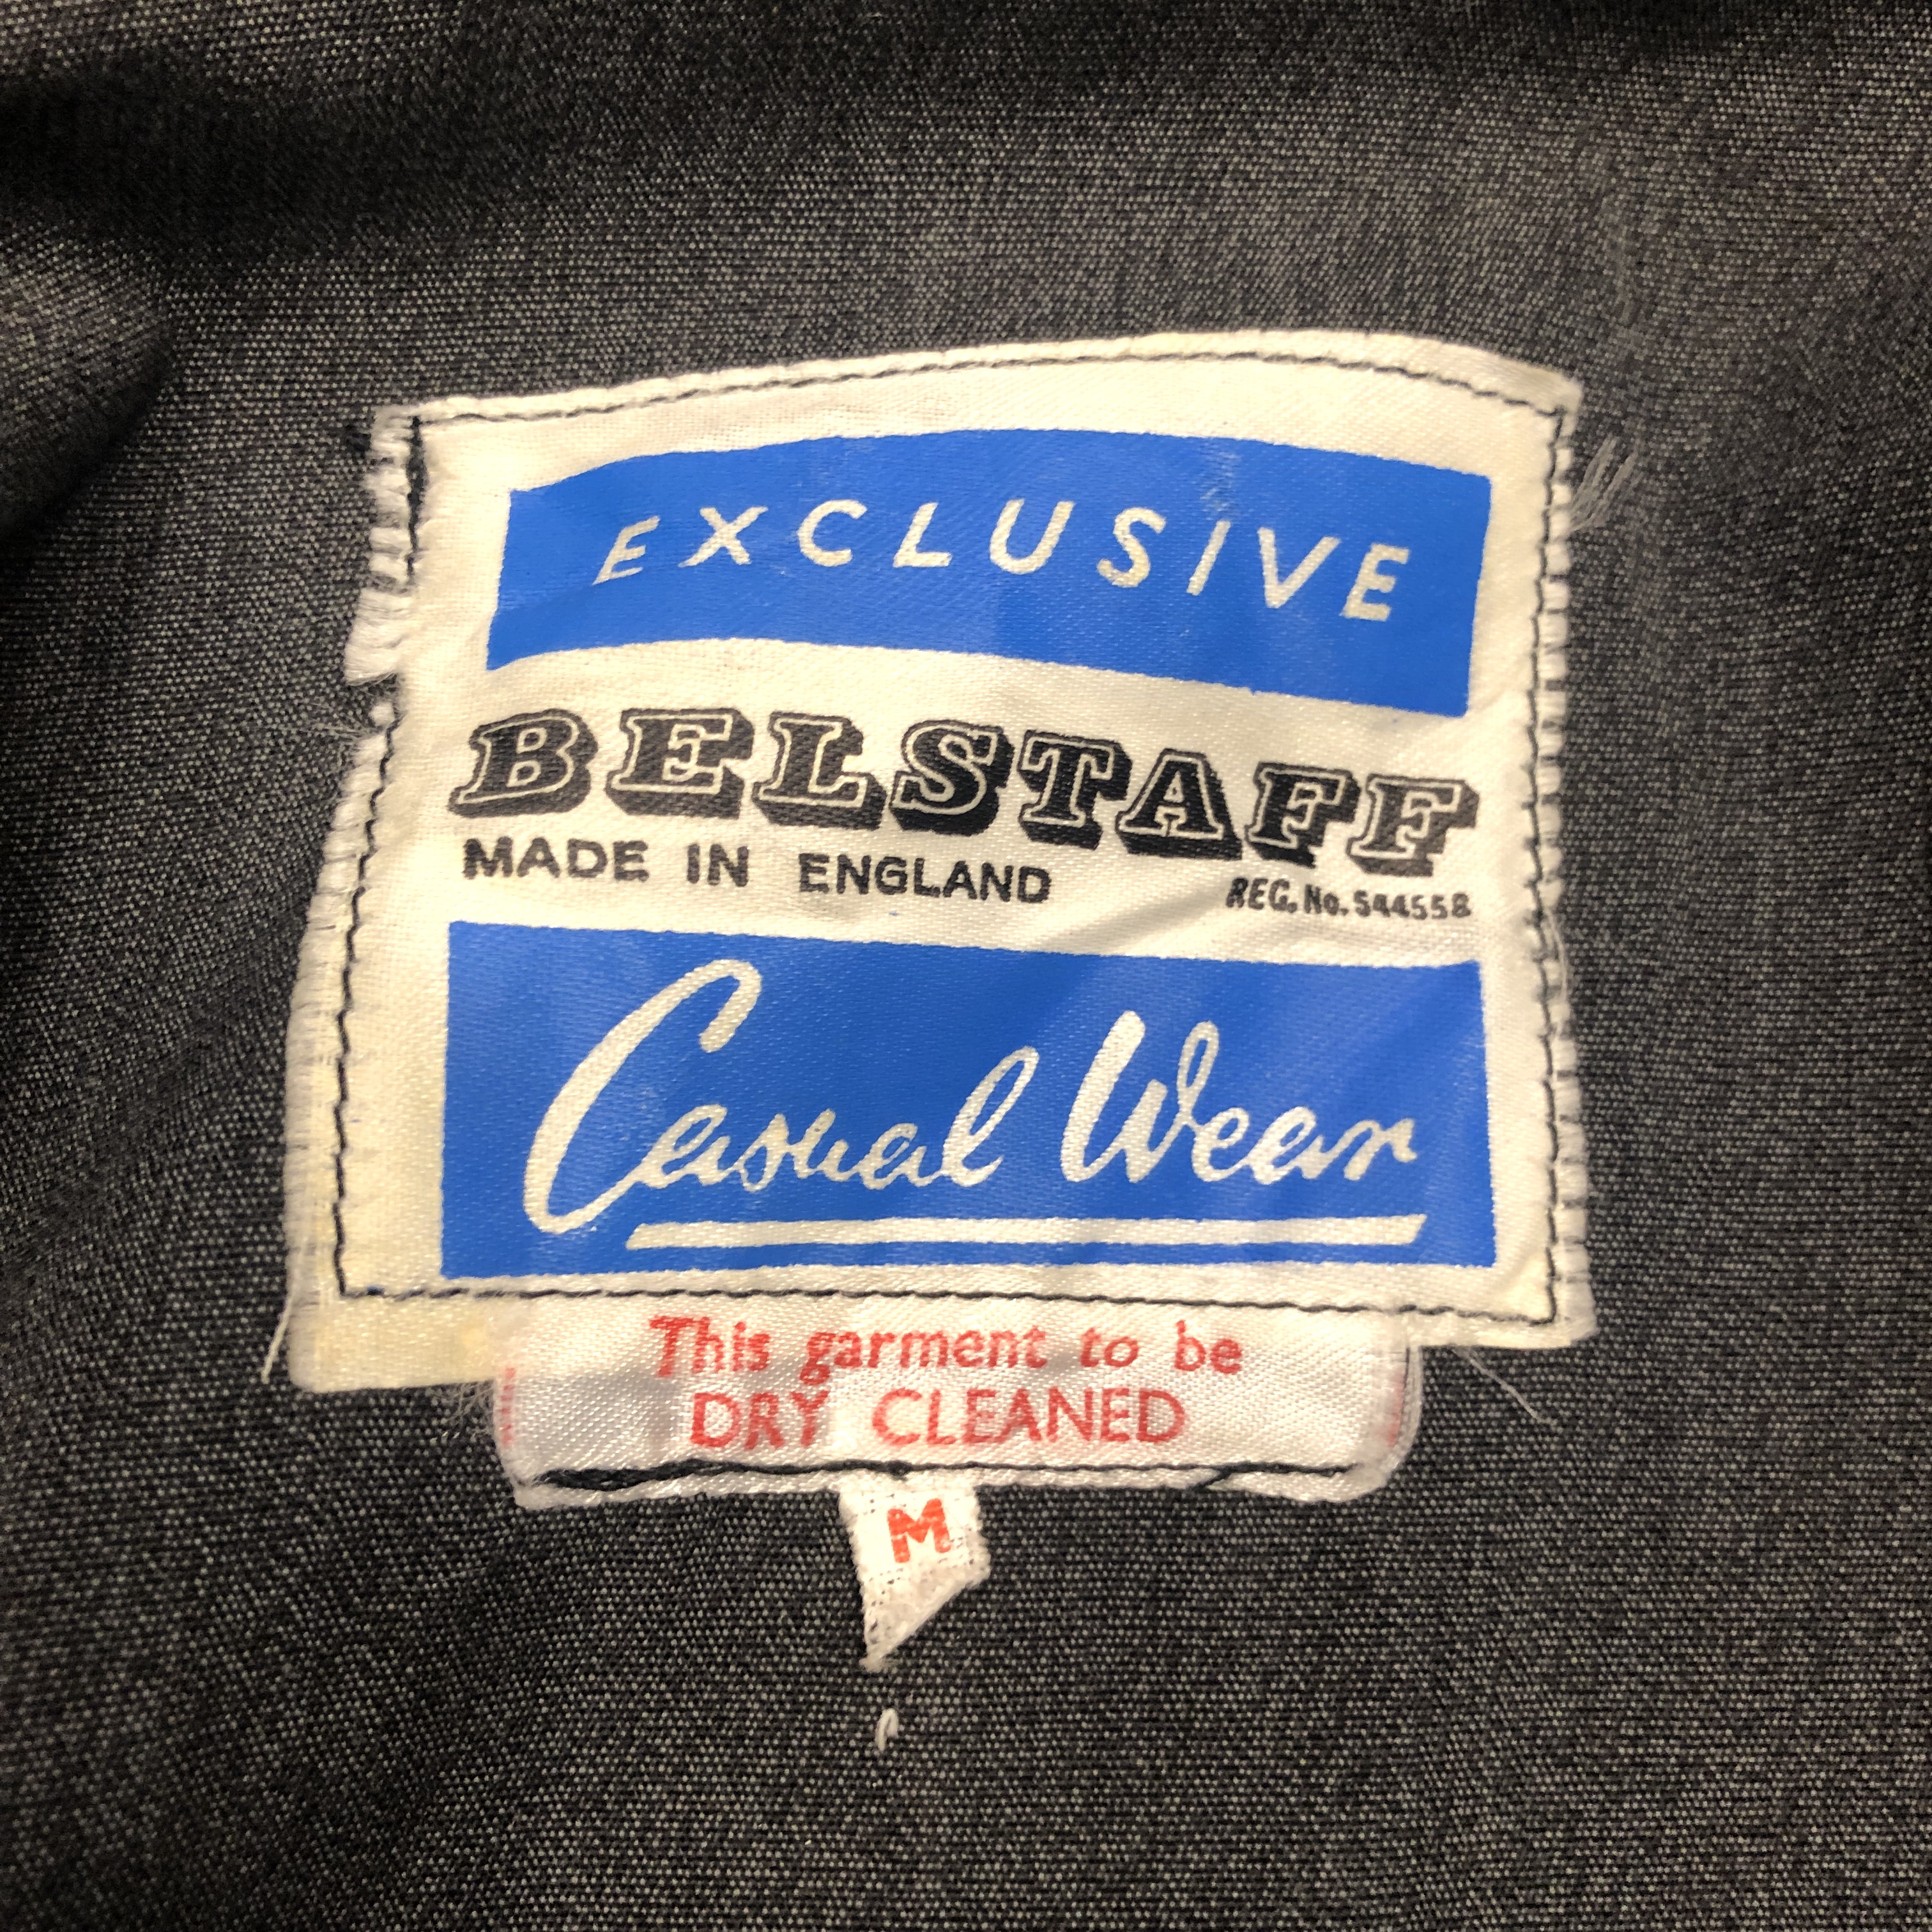 EXCLUSIVE
BELSTAFF
MADE IN ENGLAND
REG. No. 544558
Casual Wear
This garment to be
DRY CLEANED
M